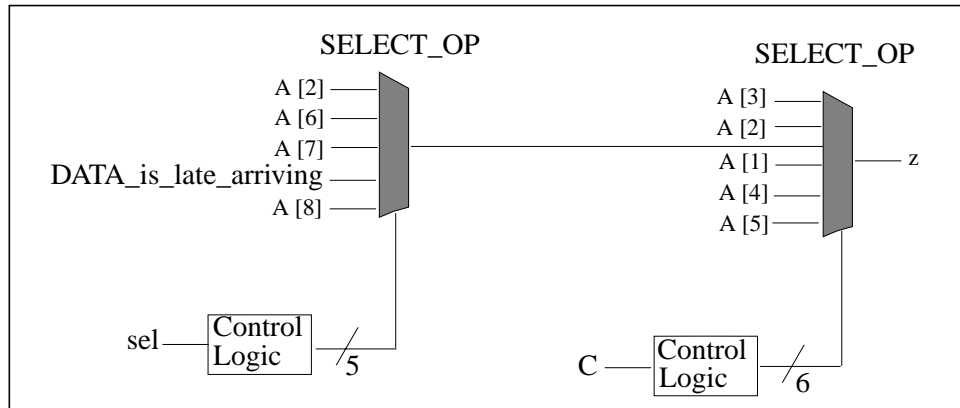 SELECT_OP
A [2]
A [6]
A [7]
DATA_is_late_arriving
A [8]
sel
Control
Logic
5
SELECT_OP
A [3]
A [2]
A [1]
A [4]
A [5]
z
C
Control
Logic
6